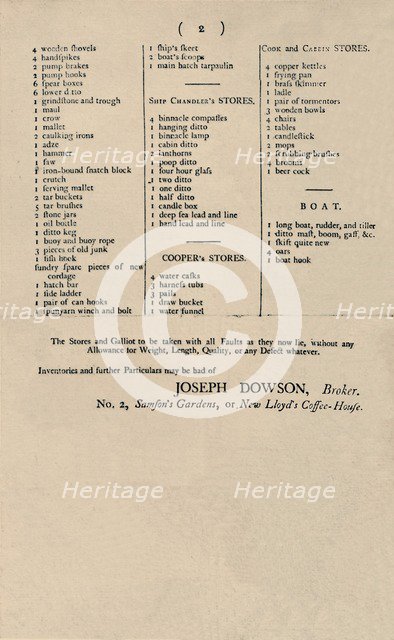 ( 2 )
4 wooden ſhovels
4 handſpikes
2 pump brakes
2 pump hooks
6 ſpear boxes
6 lower d tto
1 grindſtone and trough
1 maul
1 crow
1 mallet
2 caulking irons
1 adze
1 hammer
1 ſaw
1 iron-bound ſnatch block
1 crutch
1 ſerving mallet
2 tar buckets
5 tar bruſhes
2 ſtone jars
1 oil bottle
1 ditto keg
1 buoy and buoy rope
3 pieces of old junk
1 fiſh hook
ſundry ſpare pieces of new
cordage
1 hatch bar
1 ſide ladder
1 pair of can hooks
1 ſpunyarn winch and bolt
1 ſhip's ſkeet
2 boat's ſcoops
1 main hatch tarpaulin
Ship Chandler's STORES.
4 binnacle compaſſes
1 hanging ditto
1 binnacle lamp
1 cabin ditto
lanthorns
1 poop ditto
1 four hour glaſs
two ditto
1 one ditto
1 half ditto
1 candle box
1 deep ſea lead and line
1 hand lead and line
COOPER's STORES.
4 water caſks
3 harneſs tubs
3 pails
1 draw bucket
1 water funnel
Cook and Cabbin STORES.
4 copper kettles
1 frying pan
1 braſs ſkimmer
1 ladle
1 pair of tormentors
3 wooden bowls
4 chairs
2 tables
1 candleſtick
2 mops
2 ſcrubbing bruſhes
4 brooms
1 beer cock
BOAT.
1 long boat, rudder, and tiller
1 ditto maſt, boom, gaff, &c.
1 ſkiff quite new
4 oars
1 boat hook
The Stores and Galliot to be taken with all Faults as they now lie, without any
Allowance for Weight, Length, Quality, or any Defect whatever.
Inventories and further Particulars may be had of
JOSEPH DOWSON, Broker.
No. 2, Samſon's Gardens, or New Lloyd's Coffee-Houſe.
Heritage
Heritage
Heritage
Heritage
Heritage
Heritage
Heritage
Heritage
Heritage
C